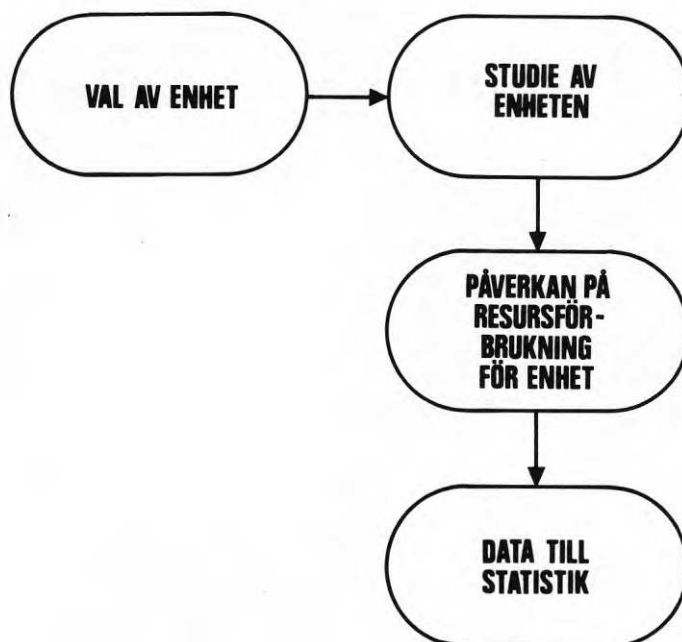 VAL AV ENHET
STUDIE AV
ENHETEN
PÅVERKAN PÅ
RESURSFÖR-
BRUKNING
FÖR ENHET
DATA TILL
STATISTIK